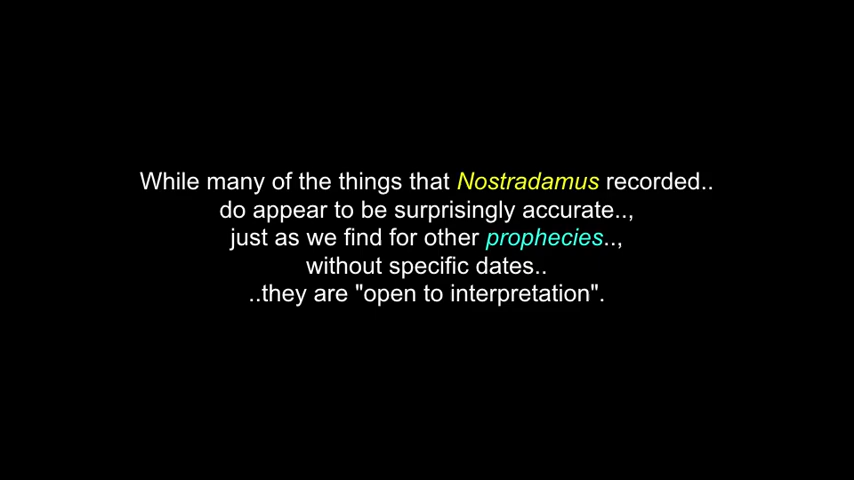 While many of the things that Nostradamus recorded..
do appear to be surprisingly accurate..,
just as we find for other prophecies..,
without specific dates..
..they are "open to interpretation".